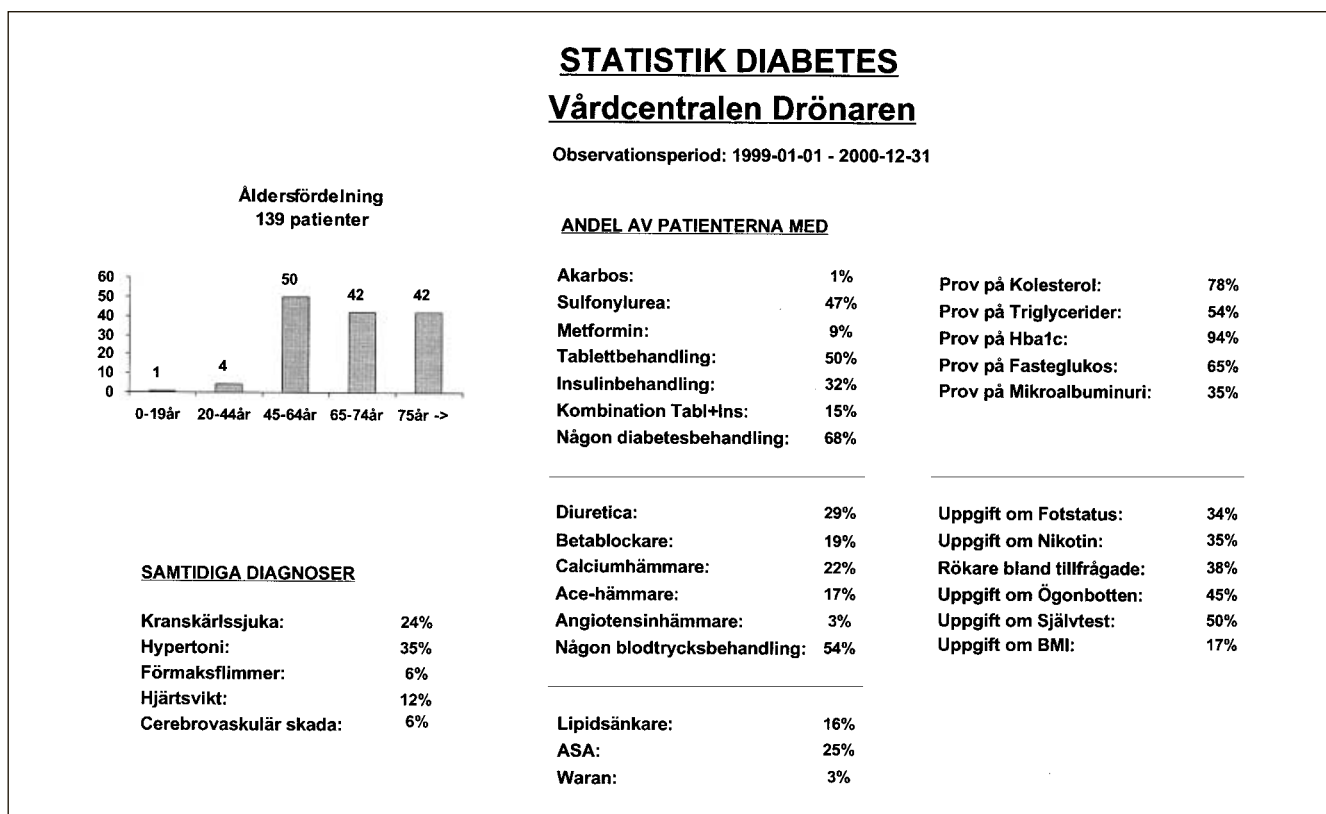 STATISTIK DIABETES
Vårdcentralen Drönaren
Observationsperiod: 1999-01-01 - 2000-12-31
Åldersfördelning
139 patienter
60
50
40
30
20
10
0
1
4
50
42
42
0-19år 20-44år 45-64år 65-74år 75år ->
SAMTIDIGA DIAGNOSER
Kranskärlssjuka: 24%
Hypertoni: 35%
Förmaksflimmer: 6%
Hjärtsvikt: 12%
Cerebrovaskulär skada: 6%
ANDEL AV PATIENTERNA MED
Akarbos: 1%
Sulfonylurea: 47%
Metformin: 9%
Tablettbehandling: 50%
Insulinbehandling: 32%
Kombination Tabl+Ins: 15%
Någon diabetesbehandling: 68%
Diuretica: 29%
Betablockare: 19%
Calciumhämmare: 22%
Ace-hämmare: 17%
Angiotensinhämmare: 3%
Någon blodtrycksbehandling: 54%
Lipidsänkare: 16%
ASA: 25%
Waran: 3%
Prov på Kolesterol: 78%
Prov på Triglycerider: 54%
Prov på Hba1c: 94%
Prov på Fasteglukos: 65%
Prov på Mikroalbuminuri: 35%
Uppgift om Fotstatus: 34%
Uppgift om Nikotin: 35%
Rökare bland tillfrågade: 38%
Uppgift om Ögonbotten: 45%
Uppgift om Självtest: 50%
Uppgift om BMI: 17%